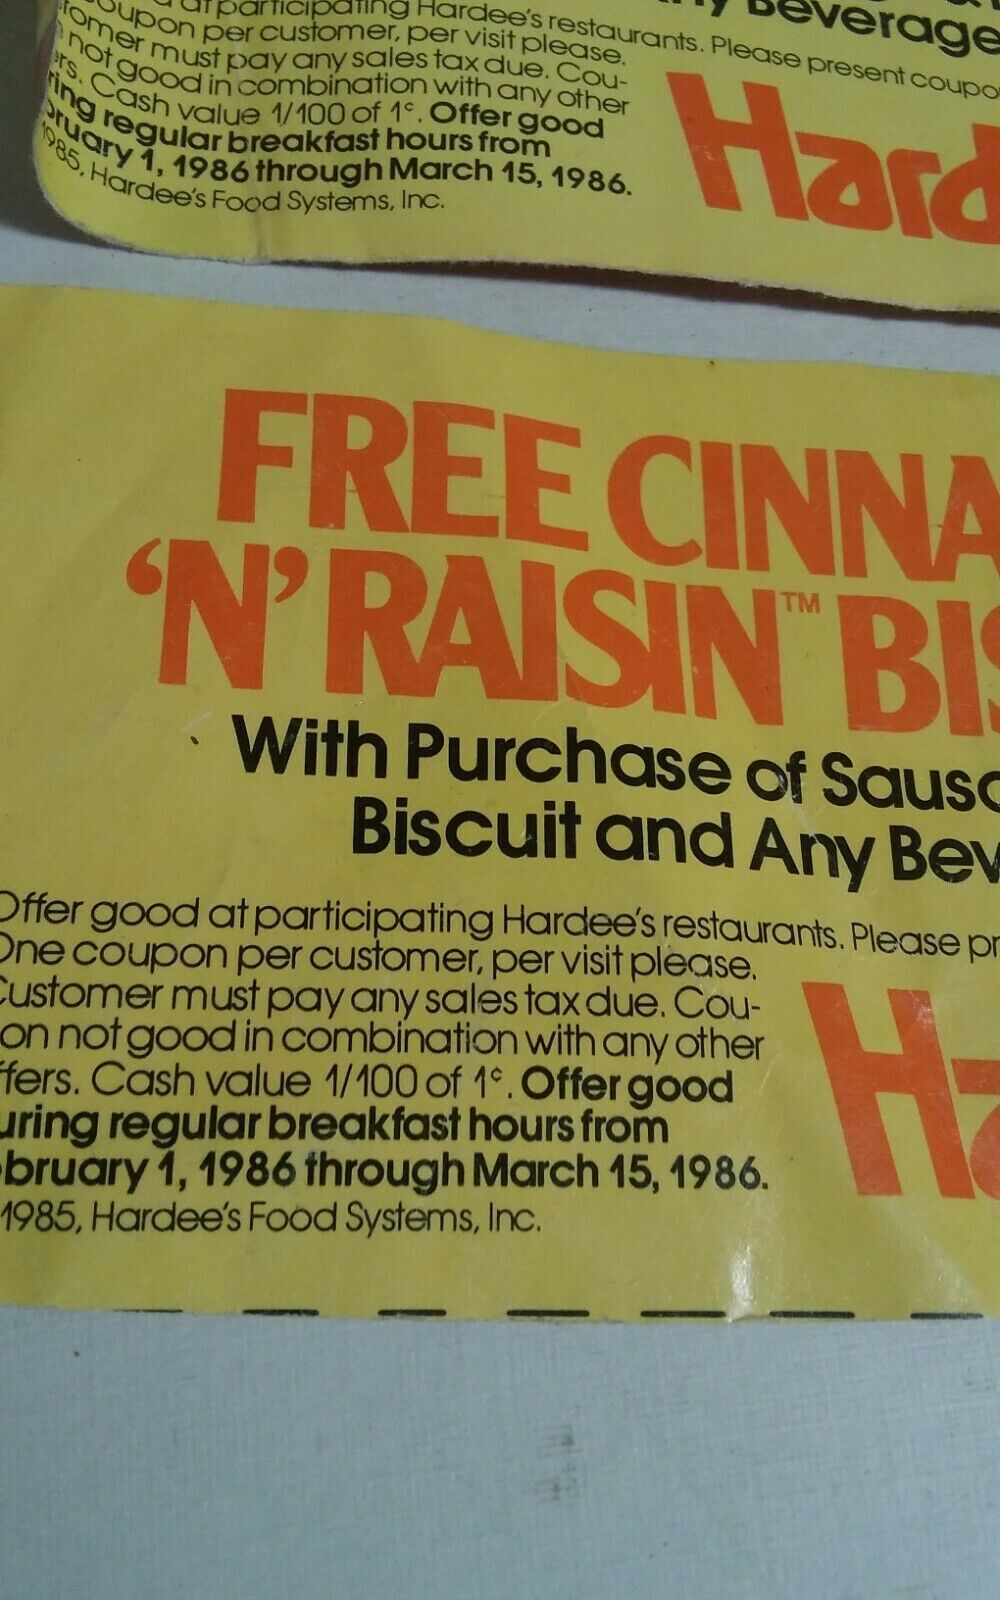 Any Beverage
at participating Hardee's restaurants. Please present coupo
oupon per customer, per visit please.
tomer must pay any sales tax due. Cou-
not good in combination with any other
ers. Cash value 1/100 of 1¢. Offer good
ring regular breakfast hours from
bruary 1, 1986 through March 15, 1986.
1985, Hardee's Food Systems, Inc.
Hard
FREE CINNA
'N' RAISIN™ BIS
With Purchase of Sausa
Biscuit and Any Bev
Offer good at participating Hardee's restaurants. Please pr
One coupon per customer, per visit please.
Customer must pay any sales tax due. Cou-
on not good in combination with any other
ffers. Cash value 1/100 of 1¢. Offer good
uring regular breakfast hours from
ebruary 1, 1986 through March 15, 1986.
1985, Hardee's Food Systems, Inc.
Ha